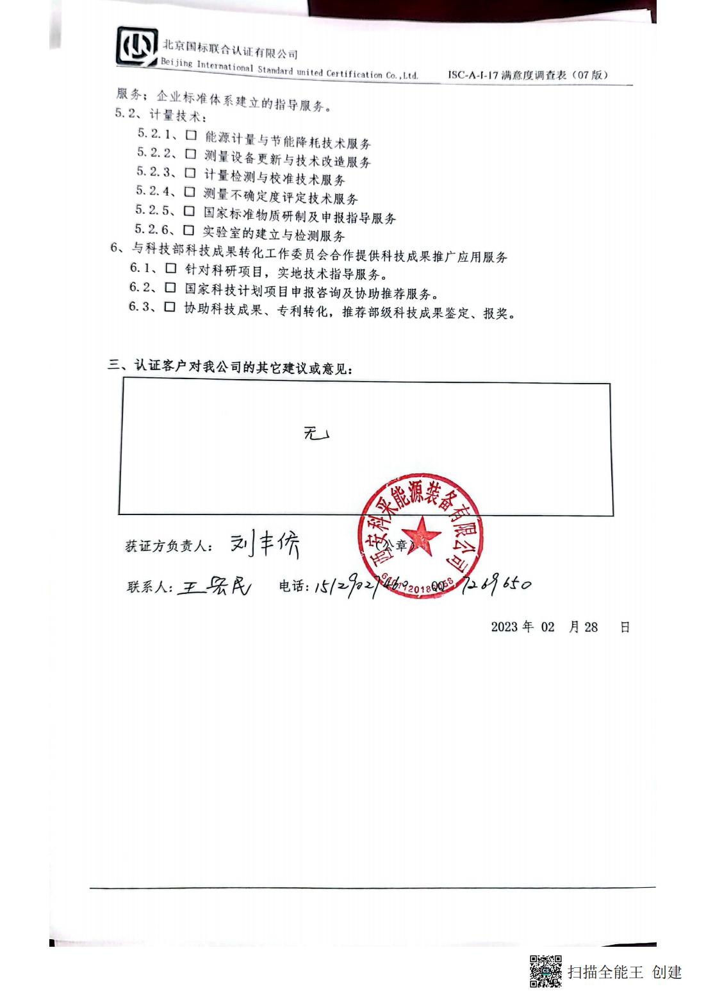 北京国标联合认证有限公司
Beijing International Standard united Certification Co.,Ltd.
ISC-A-I-17 满意度调查表（07 版）
服务；企业标准体系建立的指导服务。
5.2、计量技术：
5.2.1、□ 能源计量与节能降耗技术服务
5.2.2、□ 测量设备更新与技术改造服务
5.2.3、□ 计量检测与校准技术服务
5.2.4、□ 测量不确定度评定技术服务
5.2.5、□ 国家标准物质研制及申报指导服务
5.2.6、□ 实验室的建立与检测服务
6、与科技部科技成果转化工作委员会合作提供科技成果推广应用服务
6.1、□ 针对科研项目，实地技术指导服务。
6.2、□ 国家科技计划项目申报咨询及协助推荐服务。
6.3、□ 协助科技成果、专利转化，推荐部级科技成果鉴定、报奖。
三、认证客户对我公司的其它建议或意见：
无
西安科采能源装备有限公司
获证方负责人： 刘丰侨 （公章）
联系人：王宏民 电话： QQ 7269650
2023 年 02 月 28 日
扫描全能王 创建